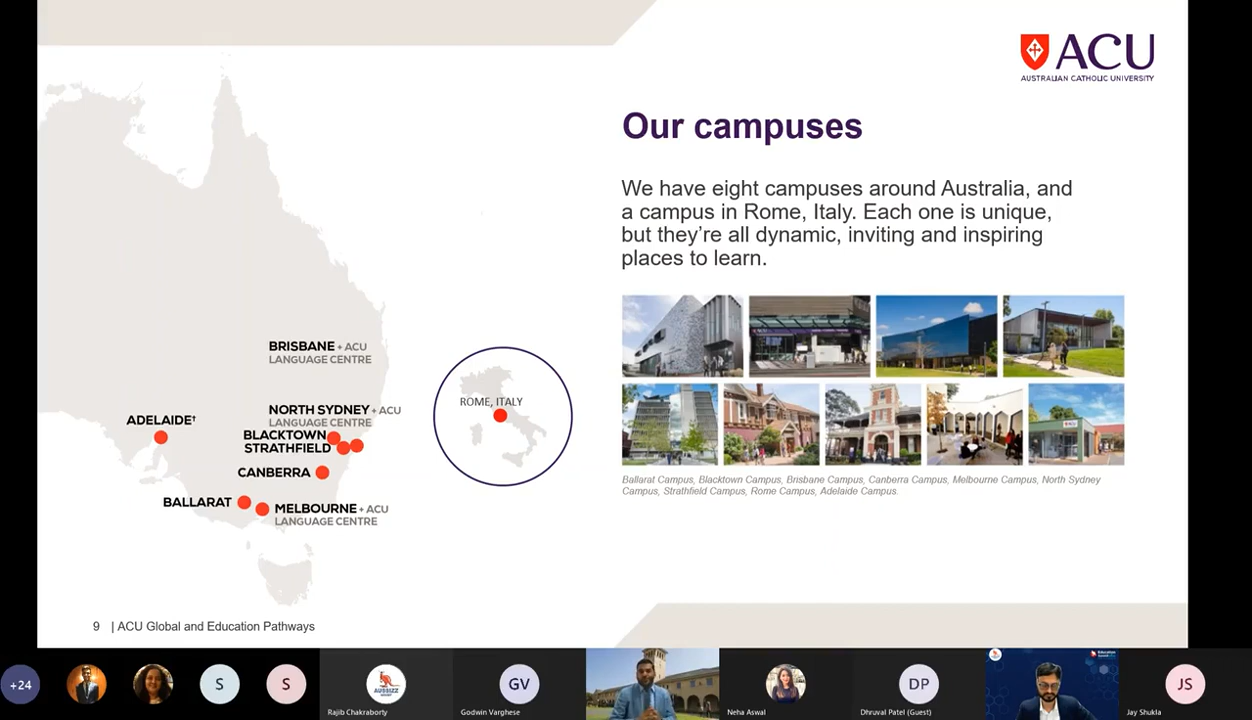 ACU
AUSTRALIAN CATHOLIC UNIVERSITY
Our campuses
We have eight campuses around Australia, and
a campus in Rome, Italy. Each one is unique,
but they're all dynamic, inviting and inspiring
places to learn.
BRISBANE + ACU
LANGUAGE CENTRE
NORTH SYDNEY + ACU
LANGUAGE CENTRE
ADELAIDE†
BLACKTOWN
STRATHFIELD
CANBERRA
BALLARAT
MELBOURNE + ACU
LANGUAGE CENTRE
ROME, ITALY
Ballarat Campus, Blacktown Campus, Brisbane Campus, Canberra Campus, Melbourne Campus, North Sydney
Campus, Strathfield Campus, Rome Campus, Adelaide Campus.
9 | ACU Global and Education Pathways
+24
S
S
AUSSIZZ
Rajib Chakraborty
GV
Godwin Varghese
Neha Aswal
DP
Dhruval Patel (Guest)
JS
Jay Shukla